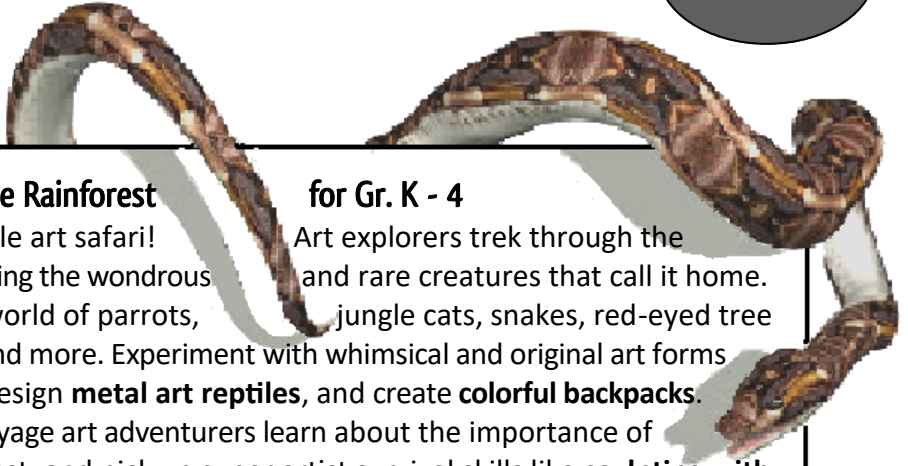 e Rainforest for Gr. K - 4
le art safari! Art explorers trek through the
ing the wondrous and rare creatures that call it home.
world of parrots, jungle cats, snakes, red-eyed tree
nd more. Experiment with whimsical and original art forms
esign metal art reptiles, and create colorful backpacks.
yage art adventurers learn about the importance of